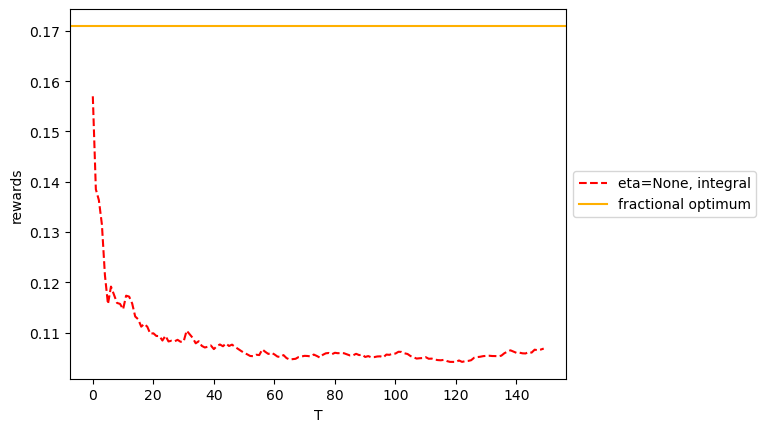 0.17
0.16
0.15
0.14
0.13
0.12
0.11
rewards
0 20 40 60 80 100 120 140
T
eta=None, integral
fractional optimum